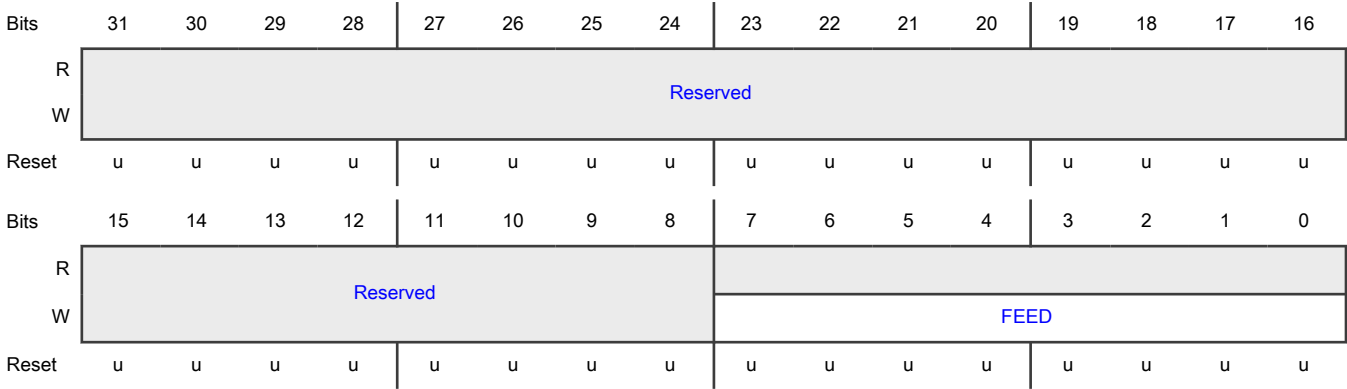 Bits 31 30 29 28 27 26 25 24 23 22 21 20 19 18 17 16
R
Reserved
W
Reset u u u u u u u u u u u u u u u u
Bits 15 14 13 12 11 10 9 8 7 6 5 4 3 2 1 0
R
Reserved
W FEED
Reset u u u u u u u u u u u u u u u u